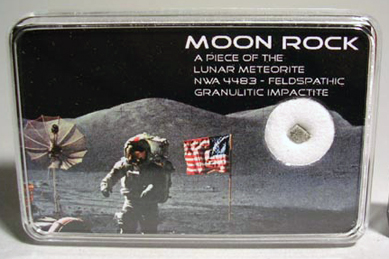 MOON ROCK
A PIECE OF THE
LUNAR METEORITE
NWA 4483 - FELDSPATHIC
GRANULITIC IMPACTITE